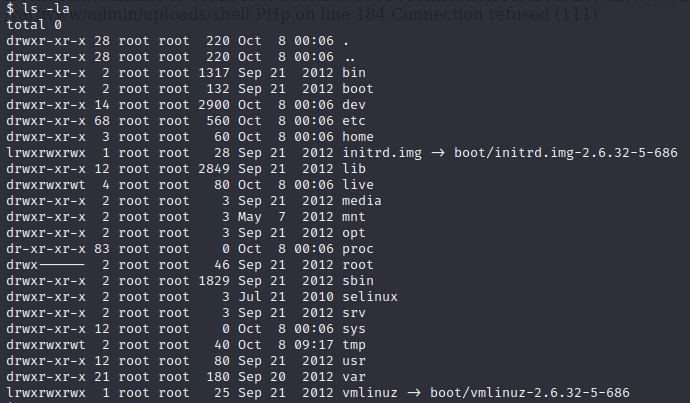 www/admin/uploads/shell.PHp on line 184 Connection refused (111)
$ ls -la
total 0
drwxr-xr-x 28 root root  220 Oct  8 00:06 .
drwxr-xr-x 28 root root  220 Oct  8 00:06 ..
drwxr-xr-x  2 root root 1317 Sep 21  2012 bin
drwxr-xr-x  2 root root  132 Sep 21  2012 boot
drwxr-xr-x 14 root root 2900 Oct  8 00:06 dev
drwxr-xr-x 68 root root  560 Oct  8 00:06 etc
drwxr-xr-x  3 root root   60 Oct  8 00:06 home
lrwxrwxrwx  1 root root   28 Sep 21  2012 initrd.img -> boot/initrd.img-2.6.32-5-686
drwxr-xr-x 12 root root 2849 Sep 21  2012 lib
drwxrwxrwt  4 root root   80 Oct  8 00:06 live
drwxr-xr-x  2 root root    3 Sep 21  2012 media
drwxr-xr-x  2 root root    3 May  7  2012 mnt
drwxr-xr-x  2 root root    3 Sep 21  2012 opt
dr-xr-xr-x 83 root root    0 Oct  8 00:06 proc
drwx------  2 root root   46 Sep 21  2012 root
drwxr-xr-x  2 root root 1829 Sep 21  2012 sbin
drwxr-xr-x  2 root root    3 Jul 21  2010 selinux
drwxr-xr-x  2 root root    3 Sep 21  2012 srv
drwxr-xr-x 12 root root    0 Oct  8 00:06 sys
drwxrwxrwt  2 root root   40 Oct  8 09:17 tmp
drwxr-xr-x 12 root root   80 Sep 21  2012 usr
drwxr-xr-x 21 root root  180 Sep 20  2012 var
lrwxrwxrwx  1 root root   25 Sep 21  2012 vmlinuz -> boot/vmlinuz-2.6.32-5-686